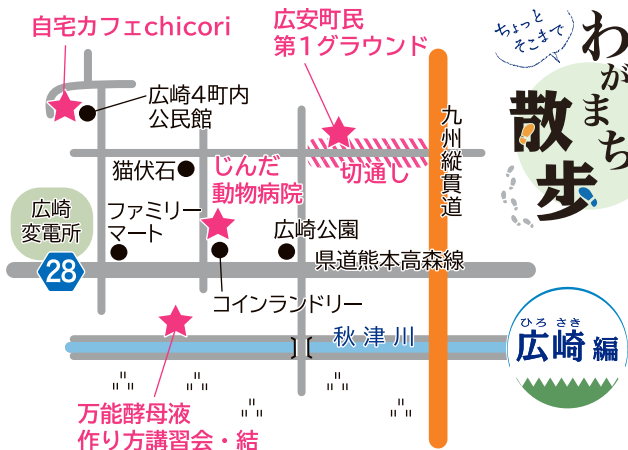 自宅カフェchicori
広安町民
第1グラウンド
ちょっと
そこまで
わがまち
散歩
広崎4町内
公民館
猫伏石
じんだ
動物病院
切通し
九州縦貫道
広崎
変電所
ファミリー
マート
広崎公園
県道熊本高森線
28
コインランドリー
秋津川
ひろ さき
広崎編
万能酵母液
作り方講習会・結